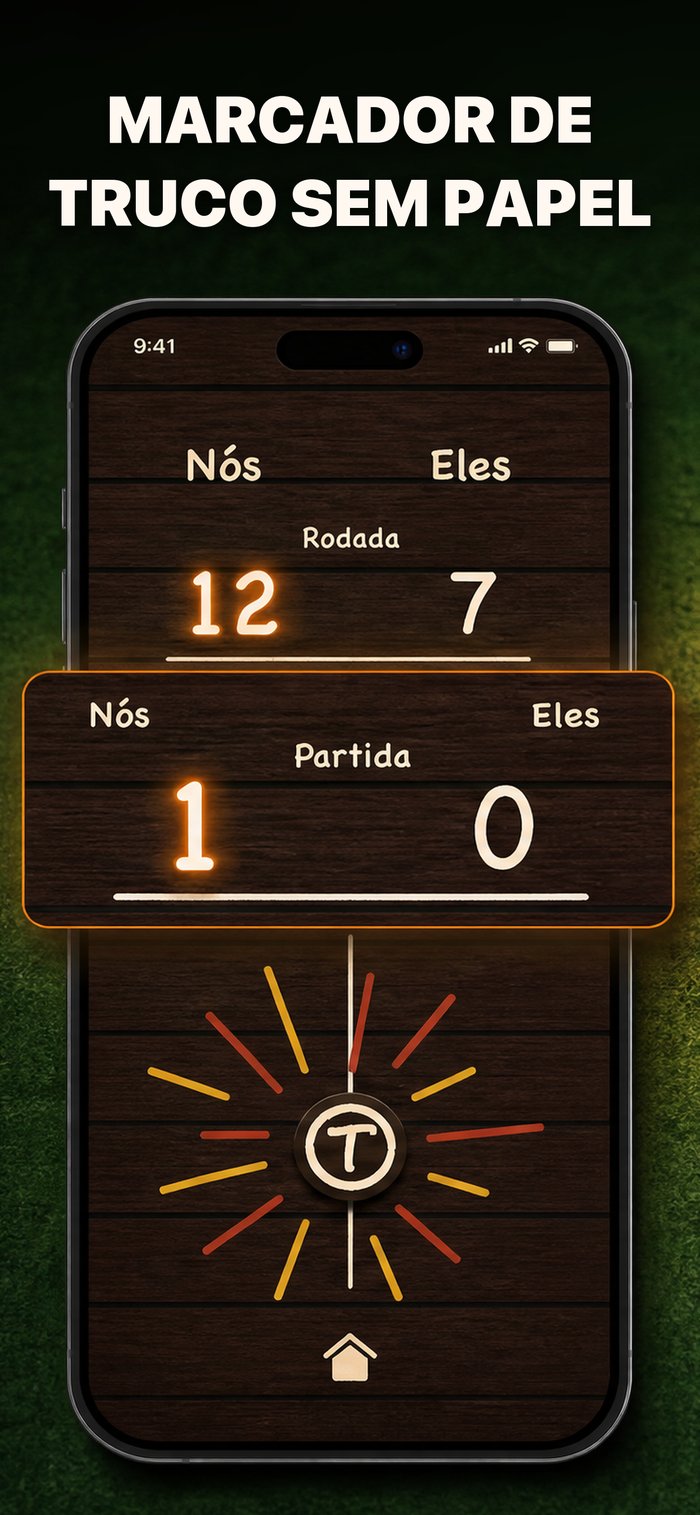 MARCADOR DE
TRUCO SEM PAPEL
9:41
Nós Eles
Rodada
12 7
Nós Eles
Partida
1 0
T